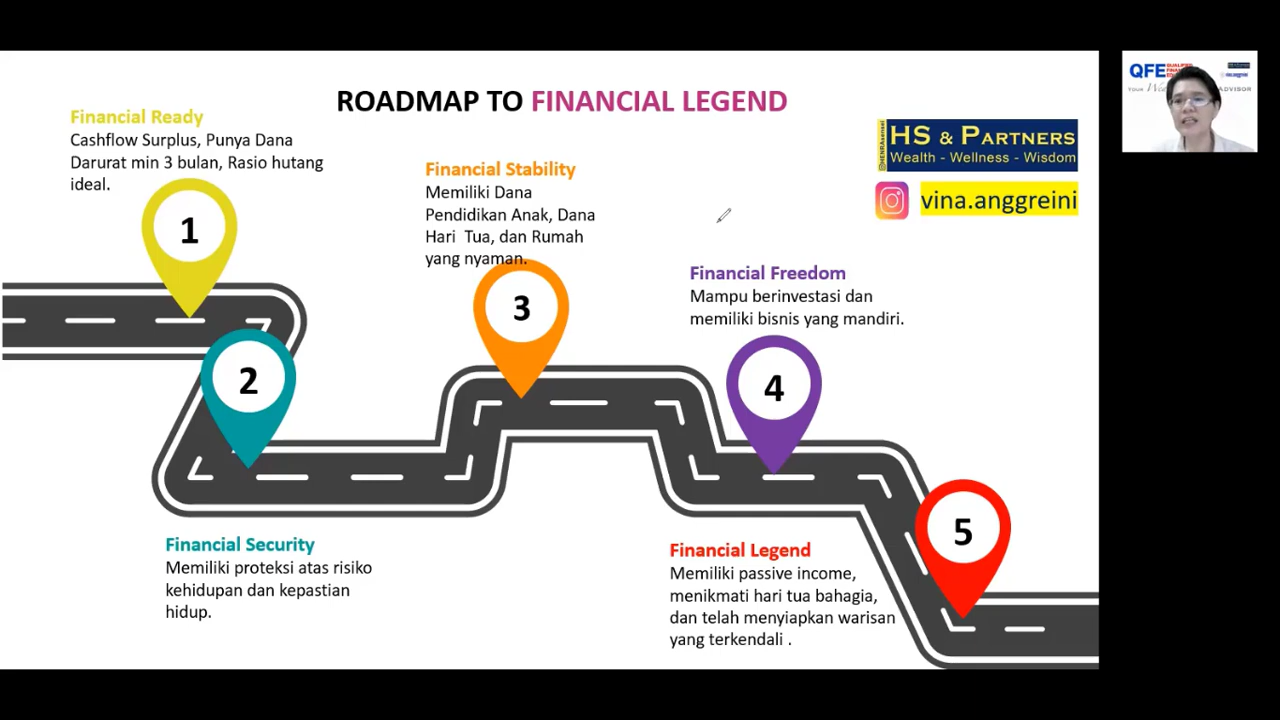 ROADMAP TO FINANCIAL LEGEND
Financial Ready
Cashflow Surplus, Punya Dana
Darurat min 3 bulan, Rasio hutang
ideal.
1
Financial Security
Memiliki proteksi atas risiko
kehidupan dan kepastian
hidup.
2
Financial Stability
Memiliki Dana
Pendidikan Anak, Dana
Hari Tua, dan Rumah
yang nyaman.
3
Financial Freedom
Mampu berinvestasi dan
memiliki bisnis yang mandiri.
4
Financial Legend
Memiliki passive income,
menikmati hari tua bahagia,
dan telah menyiapkan warisan
yang terkendali .
5
HS & PARTNERS
Wealth - Wellness - Wisdom
vina.anggreini
QFE
YOUR
ADVISOR